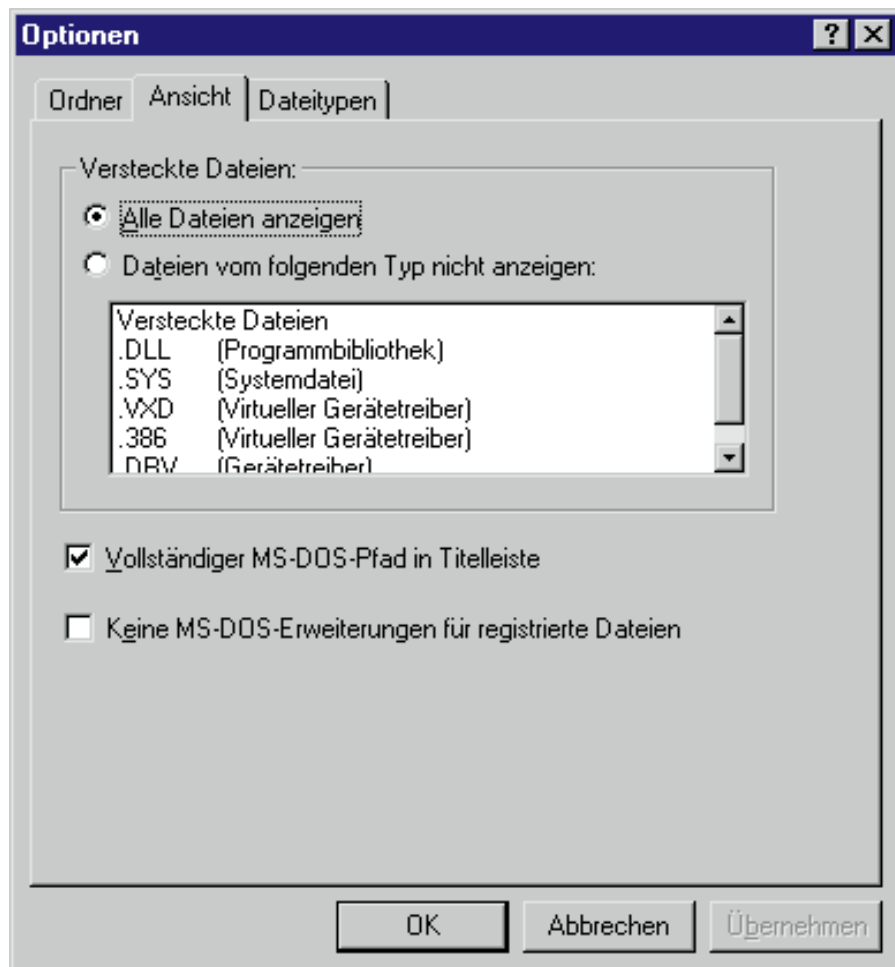 Optionen
Ordner Ansicht Dateitypen
Versteckte Dateien:
Alle Dateien anzeigen
Dateien vom folgenden Typ nicht anzeigen:
Versteckte Dateien
.DLL (Programmbibliothek)
.SYS (Systemdatei)
.VXD (Virtueller Gerätetreiber)
.386 (Virtueller Gerätetreiber)
.DRV (Gerätetreiber)
Vollständiger MS-DOS-Pfad in Titelleiste
Keine MS-DOS-Erweiterungen für registrierte Dateien
OK Abbrechen Übernehmen